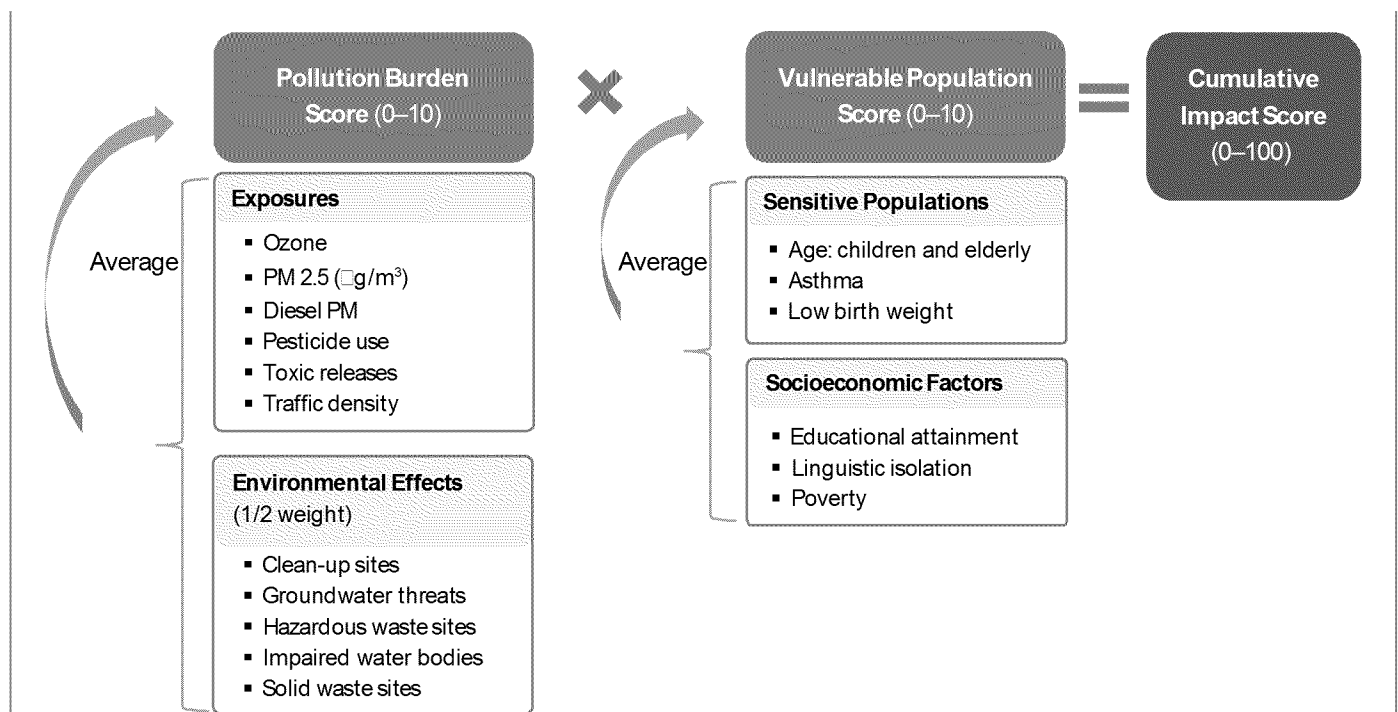 Pollution Burden
Score (0–10)
×
Vulnerable Population
Score (0–10)
=
Cumulative
Impact Score
(0–100)
Average
Exposures
▪ Ozone
▪ PM 2.5 (□g/m³)
▪ Diesel PM
▪ Pesticide use
▪ Toxic releases
▪ Traffic density
Environmental Effects
(1/2 weight)
▪ Clean-up sites
▪ Groundwater threats
▪ Hazardous waste sites
▪ Impaired water bodies
▪ Solid waste sites
Average
Sensitive Populations
▪ Age: children and elderly
▪ Asthma
▪ Low birth weight
Socioeconomic Factors
▪ Educational attainment
▪ Linguistic isolation
▪ Poverty